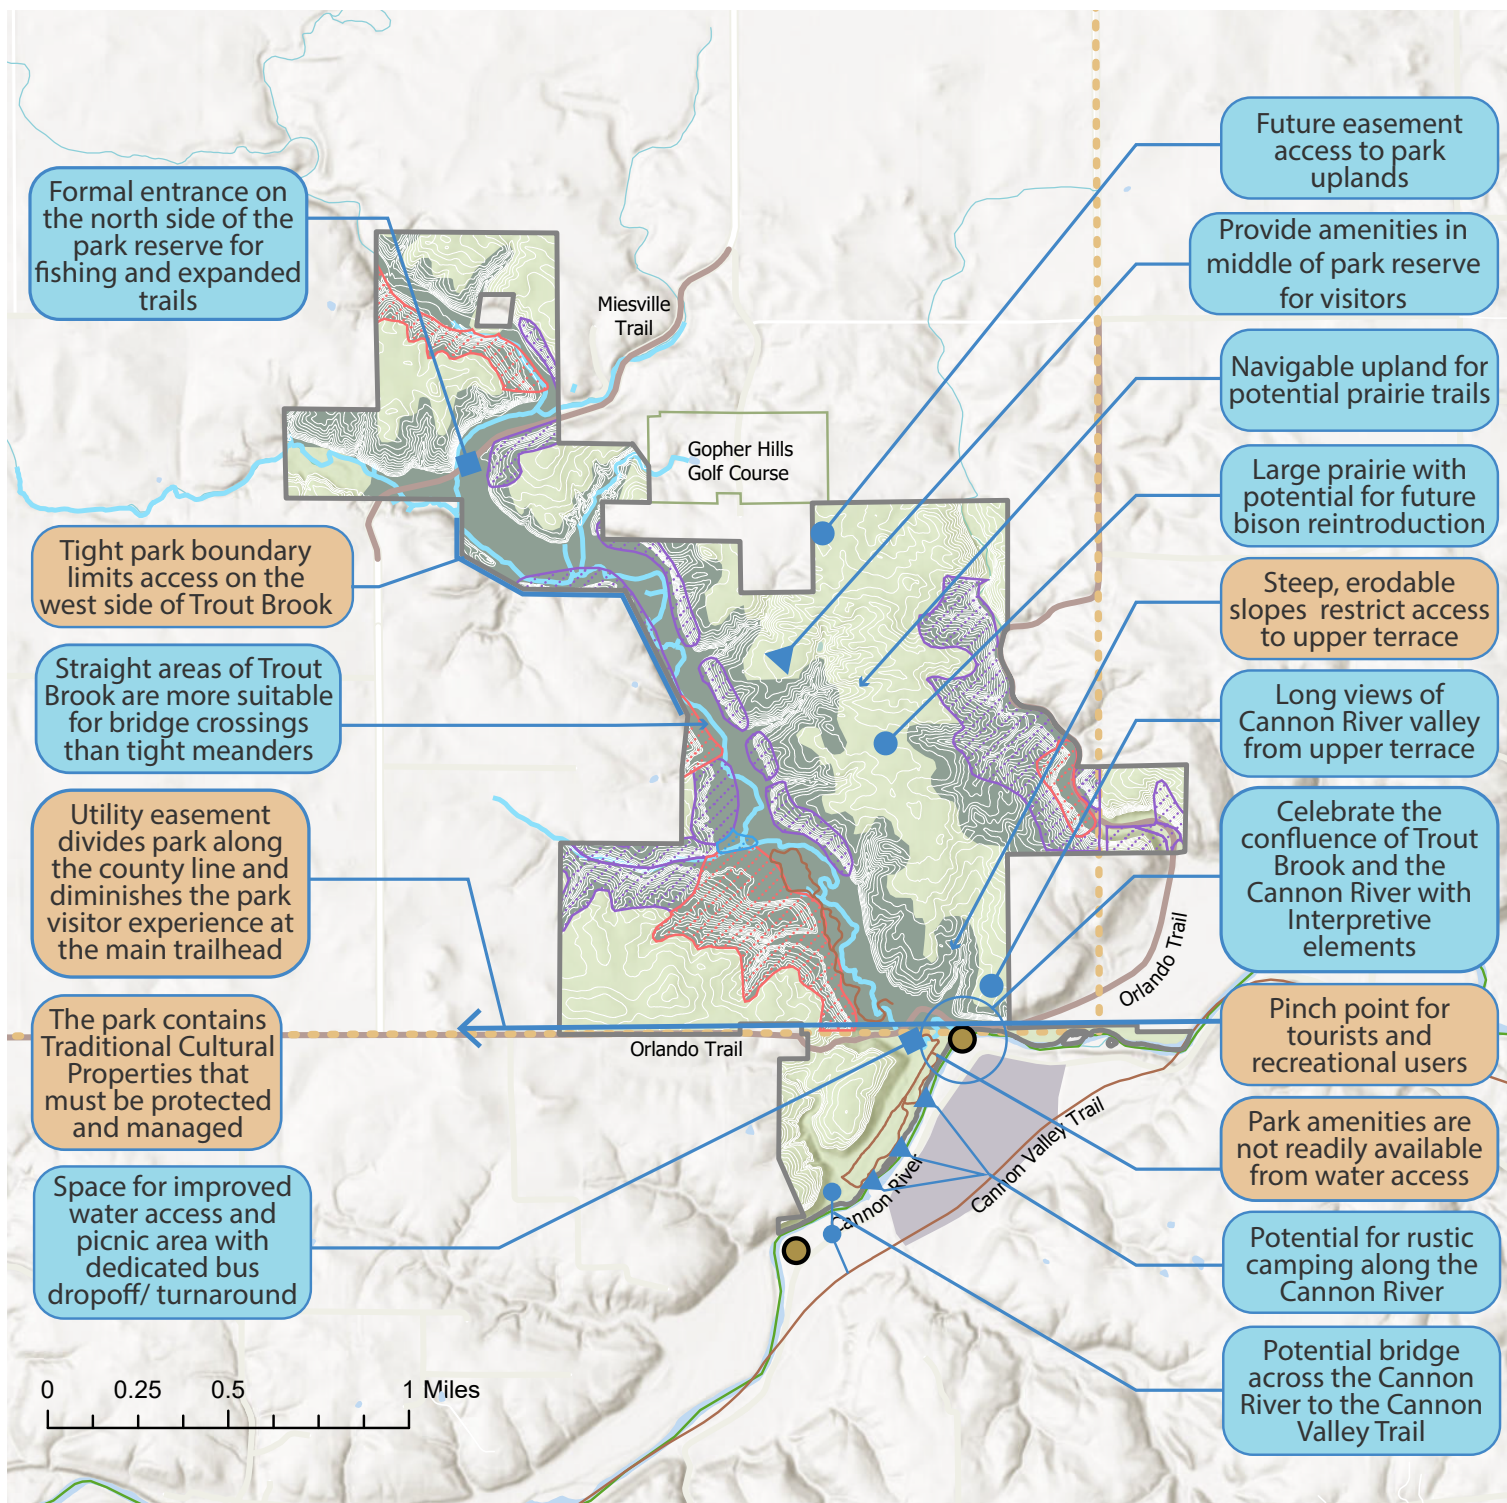 Formal entrance on
the north side of the
park reserve for
fishing and expanded
trails
Tight park boundary
limits access on the
west side of Trout Brook
Straight areas of Trout
Brook are more suitable
for bridge crossings
than tight meanders
Utility easement
divides park along
the county line and
diminishes the park
visitor experience at
the main trailhead
The park contains
Traditional Cultural
Properties that
must be protected
and managed
Space for improved
water access and
picnic area with
dedicated bus
dropoff/ turnaround
0 0.25 0.5 1 Miles
Miesville
Trail
Gopher Hills
Golf Course
Orlando Trail
Orlando Trail
Cannon River
Cannon Valley Trail
Future easement
access to park
uplands
Provide amenities in
middle of park reserve
for visitors
Navigable upland for
potential prairie trails
Large prairie with
potential for future
bison reintroduction
Steep, erodable
slopes restrict access
to upper terrace
Long views of
Cannon River valley
from upper terrace
Celebrate the
confluence of Trout
Brook and the
Cannon River with
Interpretive
elements
Pinch point for
tourists and
recreational users
Park amenities are
not readily available
from water access
Potential for rustic
camping along the
Cannon River
Potential bridge
across the Cannon
River to the Cannon
Valley Trail